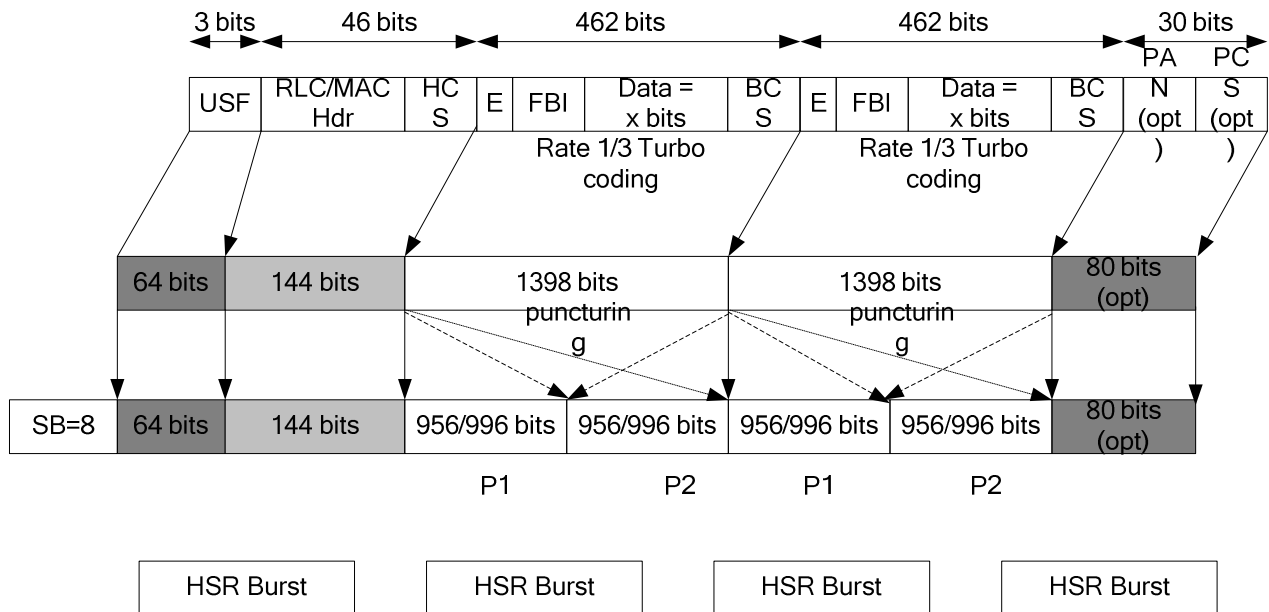 3 bits 46 bits 462 bits 462 bits 30 bits
USF
RLC/MAC
Hdr
HC
S
E
FBI
Data =
x bits
BC
S
E
FBI
Data =
x bits
BC
S
PA
N
(opt
)
PC
S
(opt
)
Rate 1/3 Turbo
coding
Rate 1/3 Turbo
coding
64 bits
144 bits
1398 bits
puncturin
g
1398 bits
puncturin
g
80 bits
(opt)
SB=8
64 bits
144 bits
956/996 bits
956/996 bits
956/996 bits
956/996 bits
80 bits
(opt)
P1 P2 P1 P2
HSR Burst HSR Burst HSR Burst HSR Burst